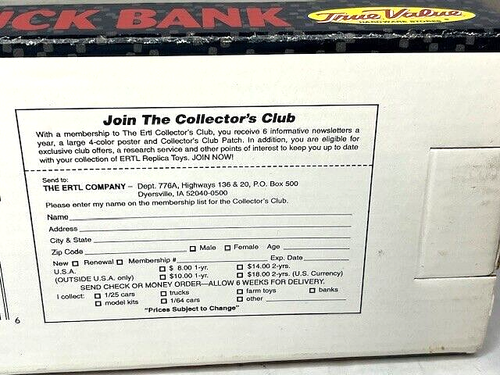 UCK BANK
True Value
HARDWARE STORES
Join The Collector's Club
With a membership to The Ertl Collector's Club, you receive 6 informative newsletters a
year, a large 4-color poster and Collector's Club Patch. In addition, you are eligible for
exclusive club offers, a research service and other points of interest to keep you up to date
with your collection of ERTL Replica Toys. JOIN NOW!
Send to:
THE ERTL COMPANY – Dept. 776A, Highways 136 & 20, P.O. Box 500
Dyersville, IA 52040-0500
Please enter my name on the membership list for the Collector's Club.
Name
Address
City & State
Zip Code Male Female Age
New Renewal Membership # Exp. Date
U.S.A. $ 8.00 1-yr. $14.00 2-yrs.
(OUTSIDE U.S.A. only) $10.00 1-yr. $18.00 2-yrs. (U.S. Currency)
SEND CHECK OR MONEY ORDER—ALLOW 6 WEEKS FOR DELIVERY.
I collect: 1/25 cars trucks farm toys banks
model kits 1/64 cars other
"Prices Subject to Change"
6